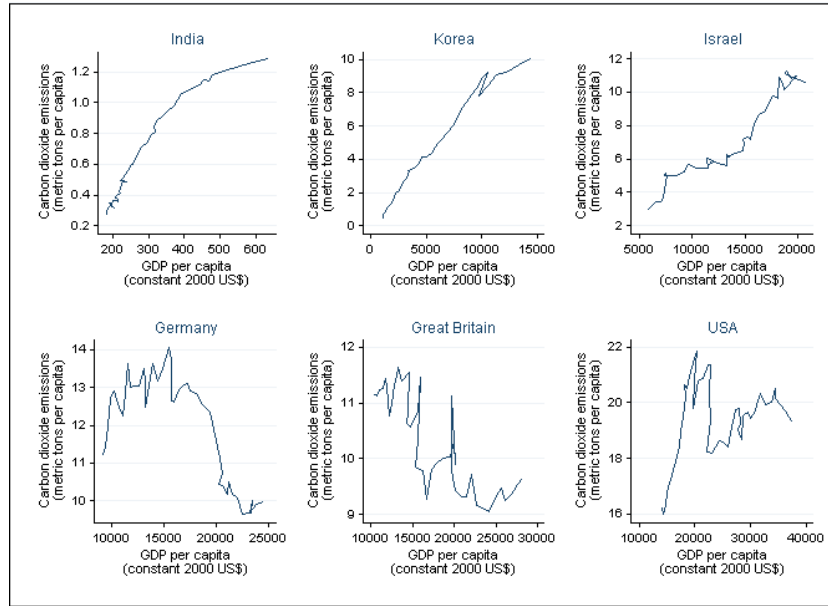 India
Carbon dioxide emissions
(metric tons per capita)
1.2
1.0
0.8
0.6
0.4
0.2
200 300 400 500 600
GDP per capita
(constant 2000 US$)
Korea
Carbon dioxide emissions
(metric tons per capita)
10
8
6
4
2
0
0 5000 10000 15000
GDP per capita
(constant 2000 US$)
Israel
Carbon dioxide emissions
(metric tons per capita)
12
10
8
6
4
2
5000 10000 15000 20000
GDP per capita
(constant 2000 US$)
Germany
Carbon dioxide emissions
(metric tons per capita)
14
13
12
11
10
10000 15000 20000 25000
GDP per capita
(constant 2000 US$)
Great Britain
Carbon dioxide emissions
(metric tons per capita)
12
11
10
9
10000 15000 20000 25000 30000
GDP per capita
(constant 2000 US$)
USA
Carbon dioxide emissions
(metric tons per capita)
22
20
18
16
10000 20000 30000 40000
GDP per capita
(constant 2000 US$)